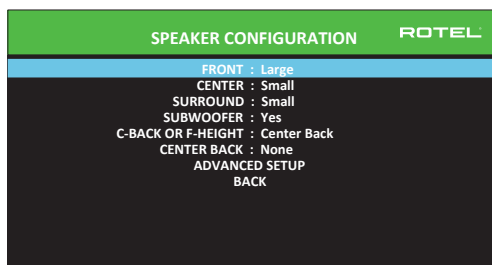 SPEAKER CONFIGURATION
ROTEL
FRONT : Large
CENTER : Small
SURROUND : Small
SUBWOOFER : Yes
C-BACK OR F-HEIGHT : Center Back
CENTER BACK : None
ADVANCED SETUP
BACK